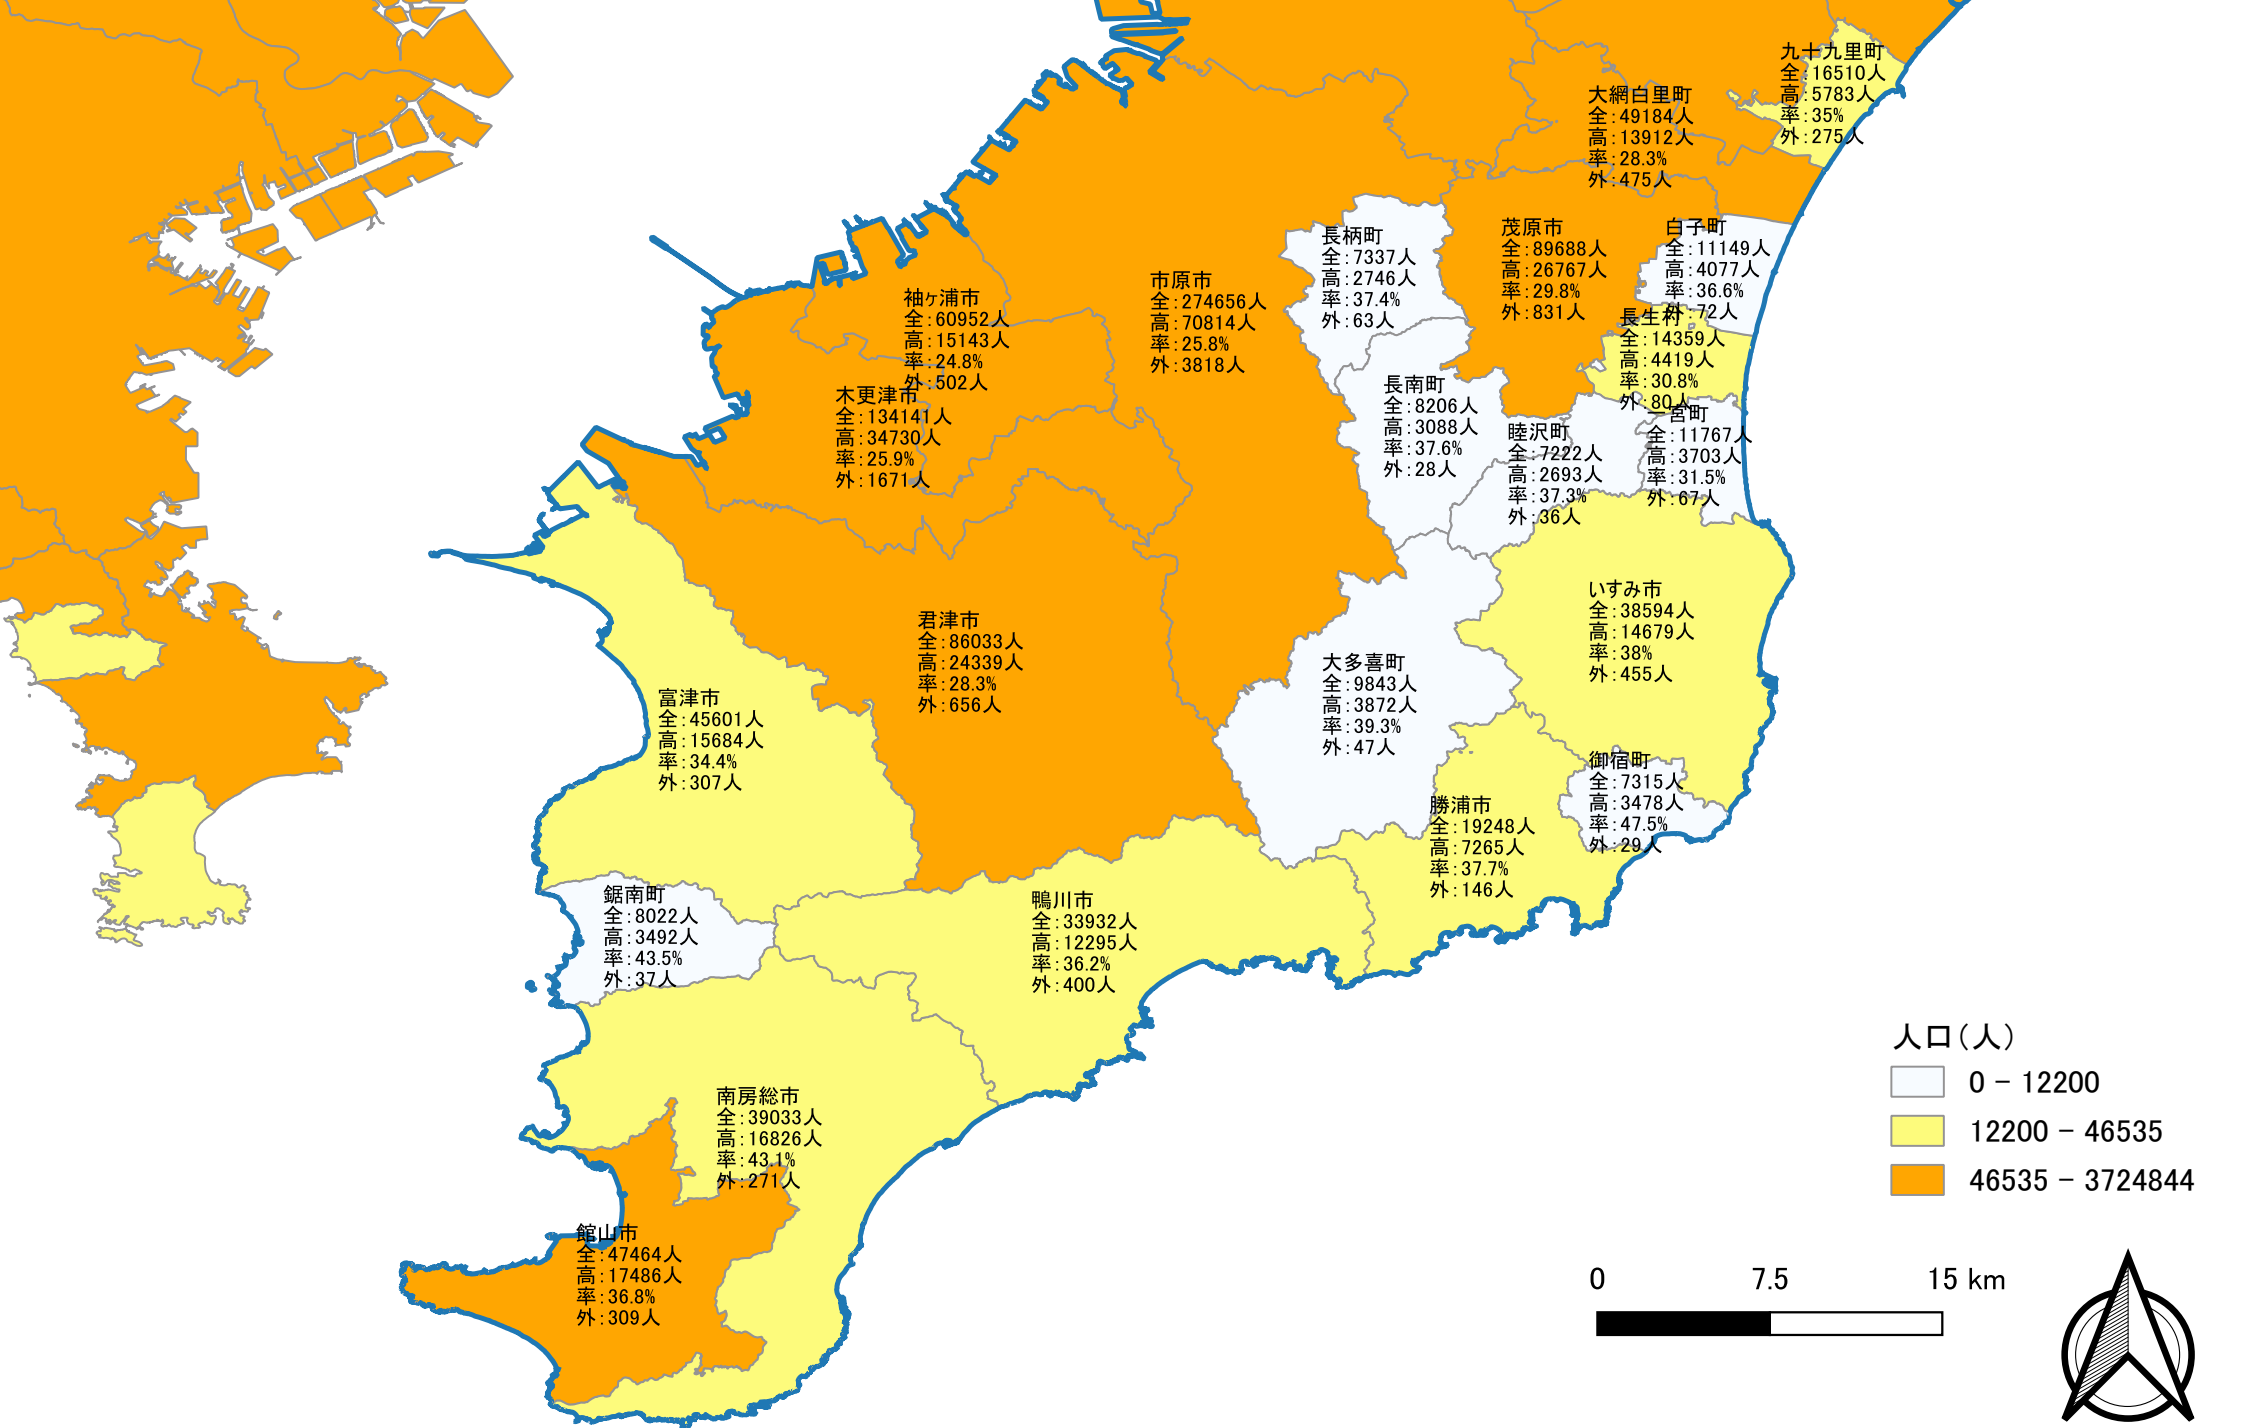 九十九里町
全:16510人
高:5783人
率:35%
外:275人
大網白里町
全:49184人
高:13912人
率:28.3%
外:475人
長柄町
全:7337人
高:2746人
率:37.4%
外:63人
茂原市
全:89688人
高:26767人
率:29.8%
外:831人
白子町
全:11149人
高:4077人
率:36.6%
外:72人
市原市
全:274656人
高:70814人
率:25.8%
外:3818人
袖ヶ浦市
全:60952人
高:15143人
率:24.8%
外:502人
長生村
全:14359人
高:4419人
率:30.8%
外:80人
木更津市
全:134141人
高:34730人
率:25.9%
外:1671人
長南町
全:8206人
高:3088人
率:37.6%
外:28人
睦沢町
全:7222人
高:2693人
率:37.3%
外:36人
一宮町
全:11767人
高:3703人
率:31.5%
外:67人
いすみ市
全:38594人
高:14679人
率:38%
外:455人
君津市
全:86033人
高:24339人
率:28.3%
外:656人
大多喜町
全:9843人
高:3872人
率:39.3%
外:47人
富津市
全:45601人
高:15684人
率:34.4%
外:307人
御宿町
全:7315人
高:3478人
率:47.5%
外:29人
勝浦市
全:19248人
高:7265人
率:37.7%
外:146人
鋸南町
全:8022人
高:3492人
率:43.5%
外:37人
鴨川市
全:33932人
高:12295人
率:36.2%
外:400人
南房総市
全:39033人
高:16826人
率:43.1%
外:271人
館山市
全:47464人
高:17486人
率:36.8%
外:309人
人口(人)
0 - 12200
12200 - 46535
46535 - 3724844
0 7.5 15 km